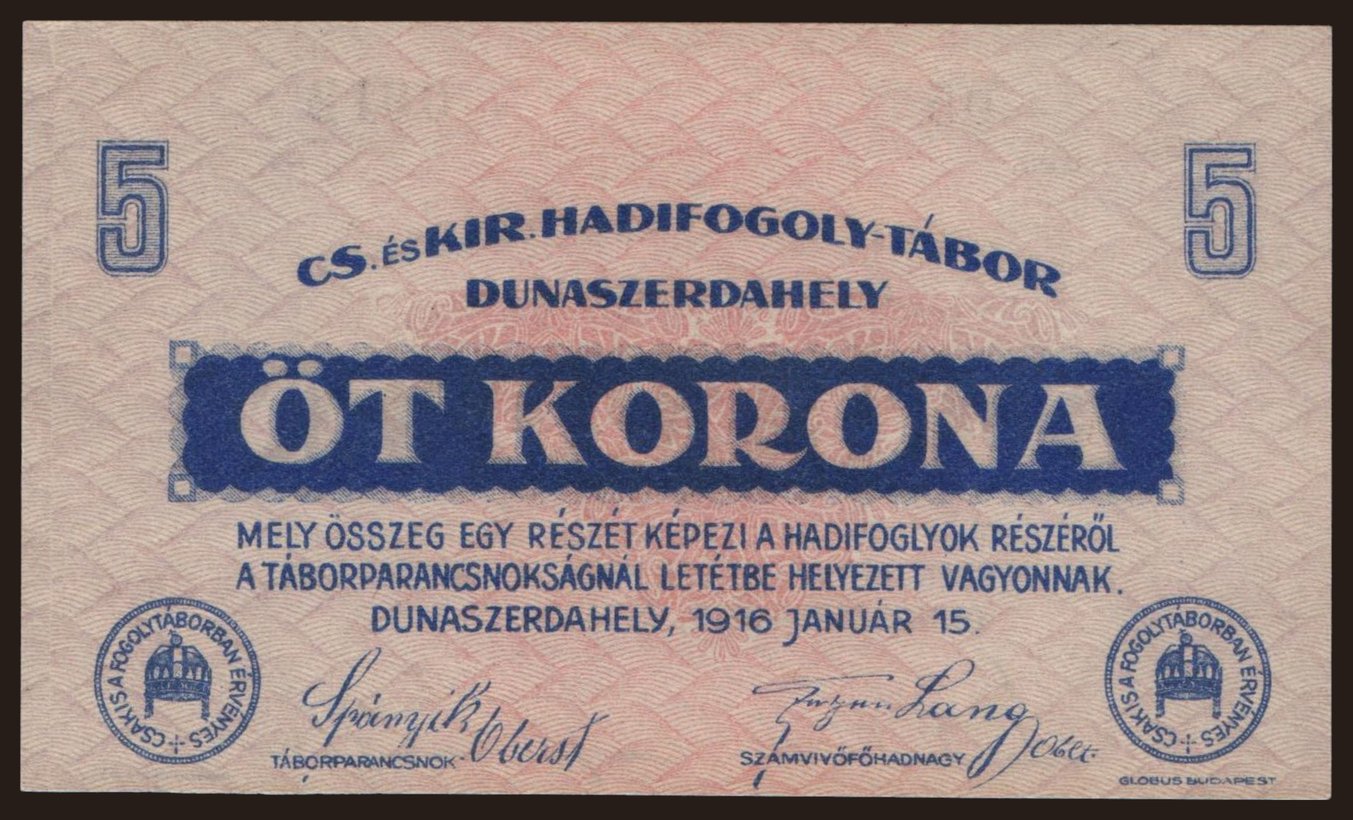 5 5
CS. ÉS KIR. HADIFOGOLY-TÁBOR
DUNASZERDAHELY
ÖT KORONA
MELY ÖSSZEG EGY RÉSZÉT KÉPEZI A HADIFOGLYOK RÉSZÉRŐL
A TÁBORPARANCSNOKSÁGNÁL LETÉTBE HELYEZETT VAGYONNAK.
DUNASZERDAHELY, 1916 JANUÁR 15.
CSAKIS A FOGOLYTÁBORBAN ÉRVÉNYES
CSAKIS A FOGOLYTÁBORBAN ÉRVÉNYES
Spányik Oberst
Lang Oblt.
TÁBORPARANCSNOK
SZÁMVIVŐFŐHADNAGY
GLOBUS BUDAPEST